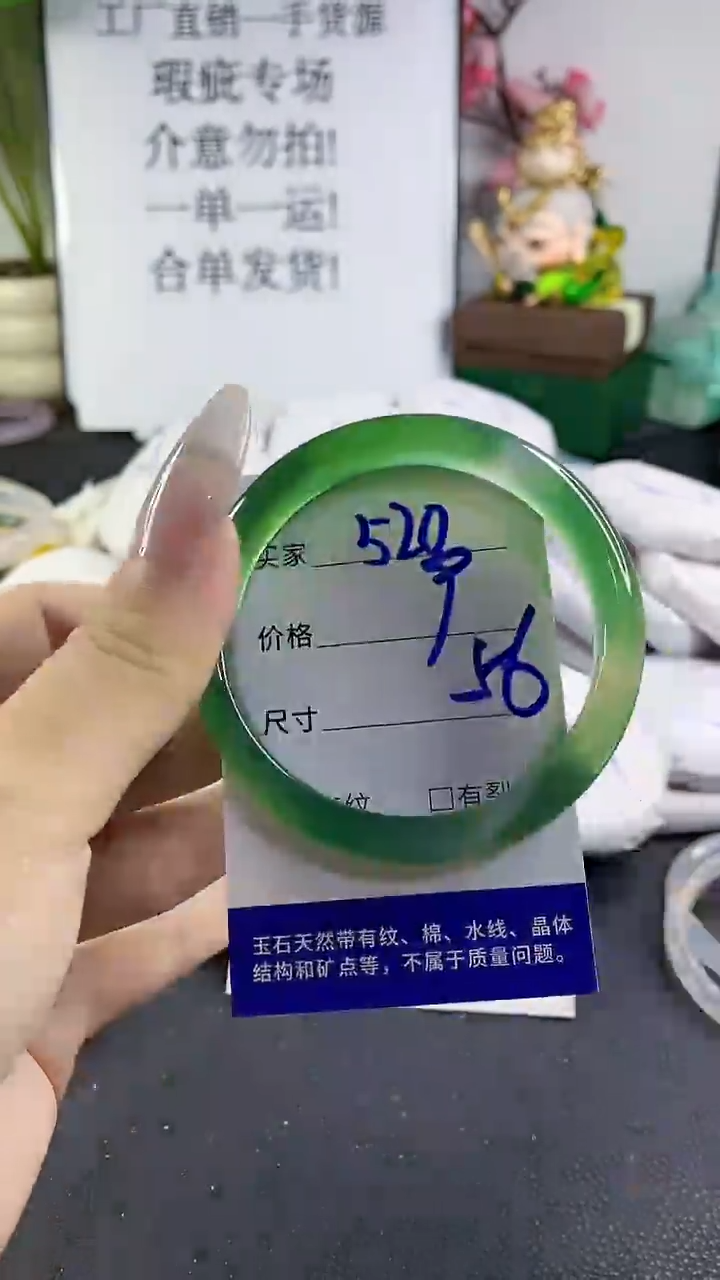 工厂直销一手货源
瑕疵专场
介意勿拍!
一单一运!
合单发货!
买家 520
价格
尺寸 56
纹 □有裂
玉石天然带有纹、棉、水线、晶体
结构和矿点等，不属于质量问题。